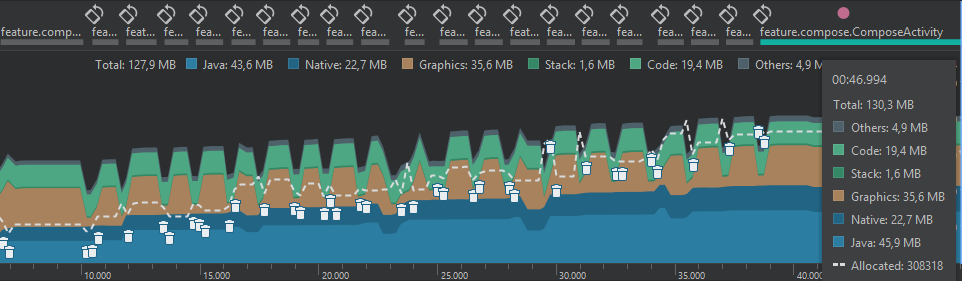 feature.comp... fea... feat... fe... fea... fea... fea... fea... fea... fe... fea... fea... feat... fea... fea... fea... fea... fea... fea... feature.compose.ComposeActivity
Total: 127,9 MB Java: 43,6 MB Native: 22,7 MB Graphics: 35,6 MB Stack: 1,6 MB Code: 19,4 MB Others: 4,9 M
00:46.994
Total: 130,3 MB
Others: 4,9 MB
Code: 19,4 MB
Stack: 1,6 MB
Graphics: 35,6 MB
Native: 22,7 MB
Java: 45,9 MB
Allocated: 308318
10.000 15.000 20.000 25.000 30.000 35.000 40.000